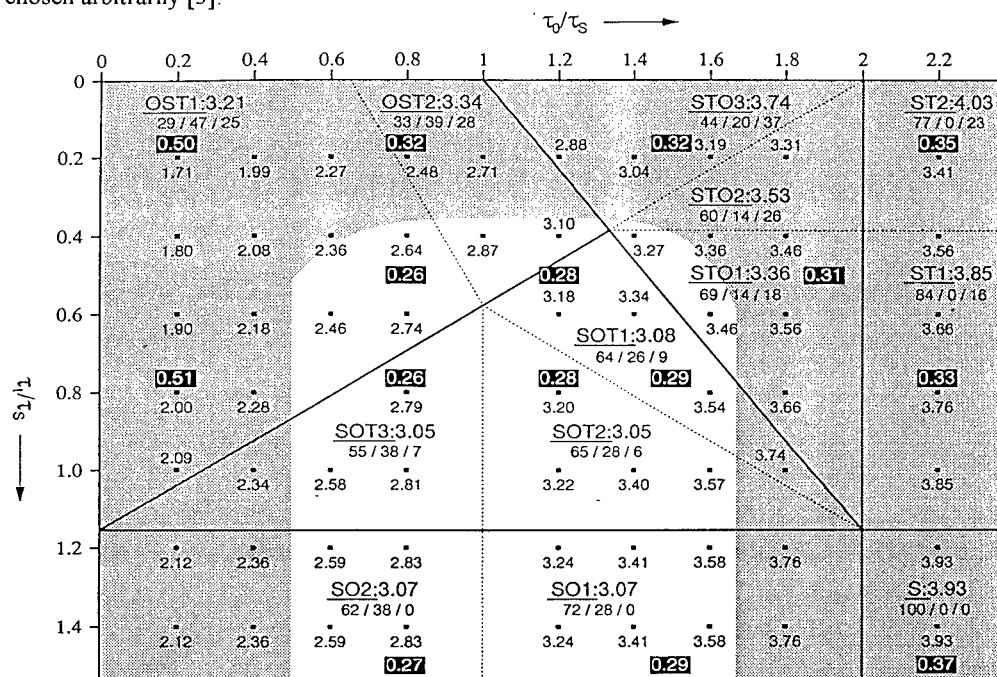 chosen arbitrarily [5].
τ₀/τS
0 0.2 0.4 0.6 0.8 1 1.2 1.4 1.6 1.8 2 2.2
0
OST1:3.21 OST2:3.34 STO3:3.74 ST2:4.03
29 / 47 / 25 33 / 39 / 28 44 / 20 / 37 77 / 0 / 23
0.50 0.32 2.88 0.32 3.19 3.31 0.35
0.2
1.71 1.99 2.27 2.48 2.71 3.04 3.41
STO2:3.53
60 / 14 / 26
3.10
0.4
1.80 2.08 2.36 2.64 2.87 3.27 3.36 3.46 3.56
0.26 0.28 STO1:3.36 0.31 ST1:3.85
3.18 3.34 69 / 14 / 18 84 / 0 / 16
0.6
1.90 2.18 2.46 2.74 3.46 3.56 3.66
SOT1:3.08
64 / 26 / 9
0.51 0.26 0.28 0.29 0.33
0.8
2.00 2.28 2.79 3.20 3.54 3.66 3.76
τ₁/τS
SOT3:3.05 SOT2:3.05
55 / 38 / 7 65 / 28 / 6
2.09 3.74
1.0
2.34 2.58 2.81 3.22 3.40 3.57 3.85
1.2
2.12 2.36 2.59 2.83 3.24 3.41 3.58 3.76 3.93
SO2:3.07 SO1:3.07 S:3.93
62 / 38 / 0 72 / 28 / 0 100 / 0 / 0
1.4
2.12 2.36 2.59 2.83 3.24 3.41 3.58 3.76 3.93
0.27 0.29 0.37